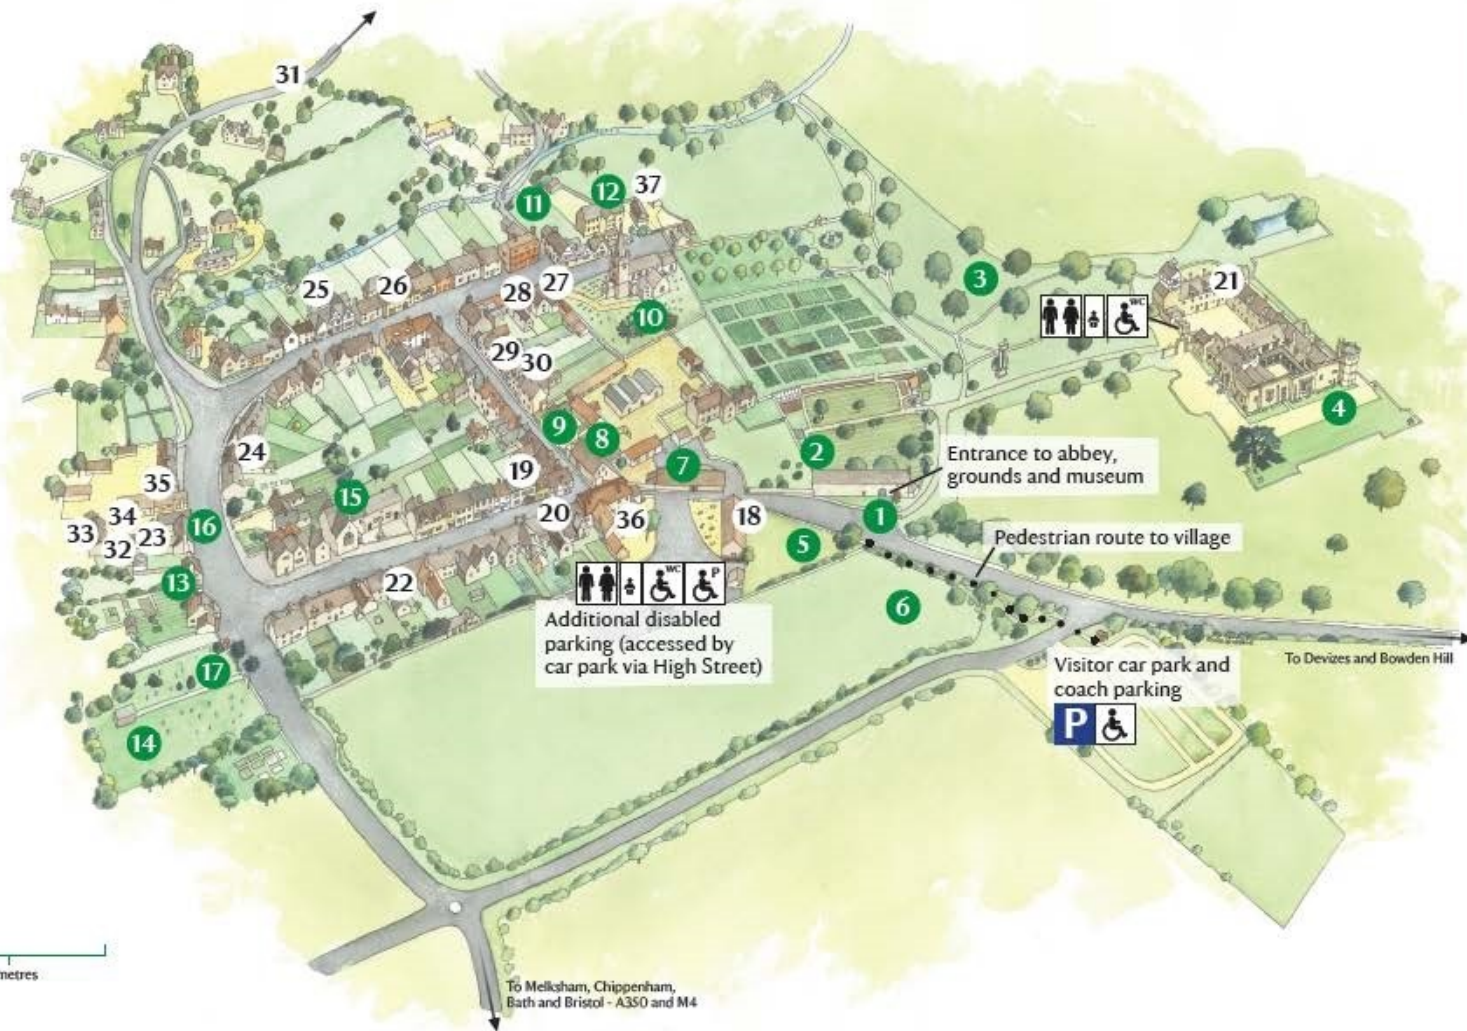 31
11
12
37
3
21
WC
25
26
28
27
10
29
30
4
9
8
2
Entrance to abbey,
grounds and museum
24
19
7
35
15
34
33
32
23
16
20
36
18
1
5
Pedestrian route to village
13
22
WC
P
6
Additional disabled
parking (accessed by
car park via High Street)
17
14
To Devizes and Bowden Hill
Visitor car park and
coach parking
P
metres
To Melksham, Chippenham,
Bath and Bristol - A350 and M4